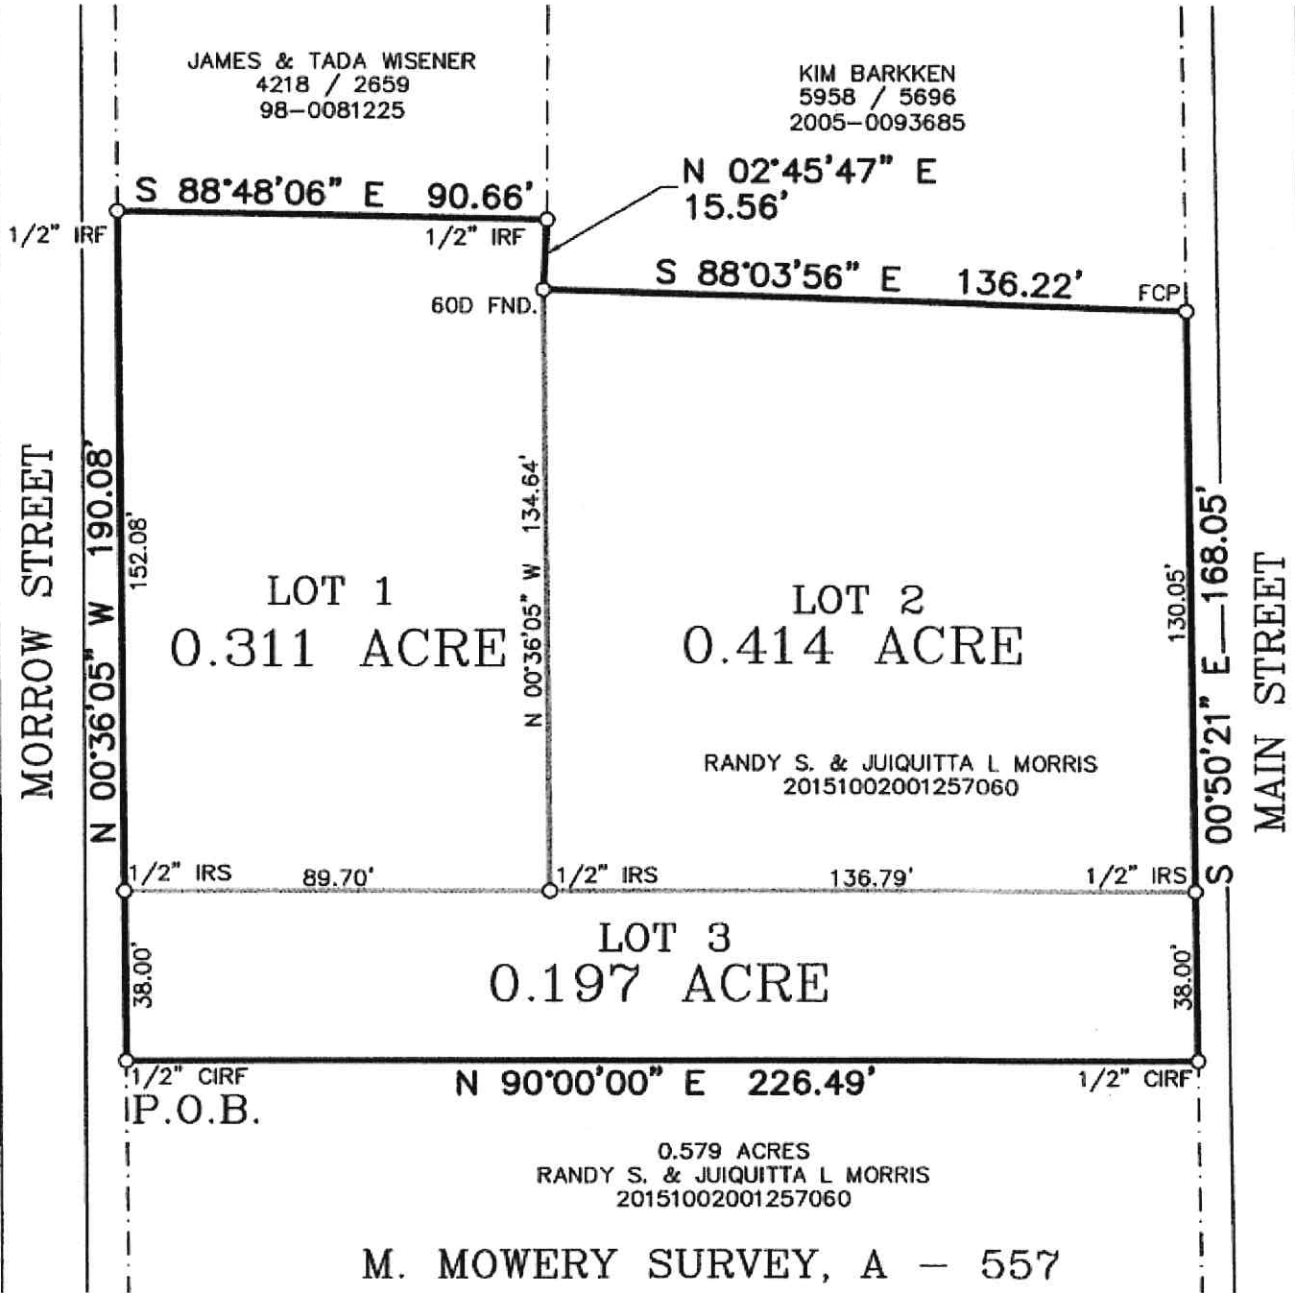 JAMES & TADA WISENER
4218 / 2659
98-0081225
KIM BARKKEN
5958 / 5696
2005-0093685
N 02°45'47" E
15.56'
S 88°48'06" E 90.66'
1/2" IRF
1/2" IRF
S 88°03'56" E 136.22'
FCP
60D FND.
MORROW STREET
N 00°36'05" W 190.08'
152.08'
LOT 1
0.311 ACRE
N 00°36'05" W 134.64'
LOT 2
0.414 ACRE
130.05'
S 00°50'21" E 168.05'
MAIN STREET
RANDY S. & JUIQUITTA L MORRIS
201510002001257060
1/2" IRS
89.70'
1/2" IRS
136.79'
1/2" IRS
LOT 3
0.197 ACRE
38.00'
38.00'
1/2" CIRF
P.O.B.
N 90°00'00" E 226.49'
1/2" CIRF
0.579 ACRES
RANDY S. & JUIQUITTA L MORRIS
201510002001257060
M. MOWERY SURVEY, A - 557